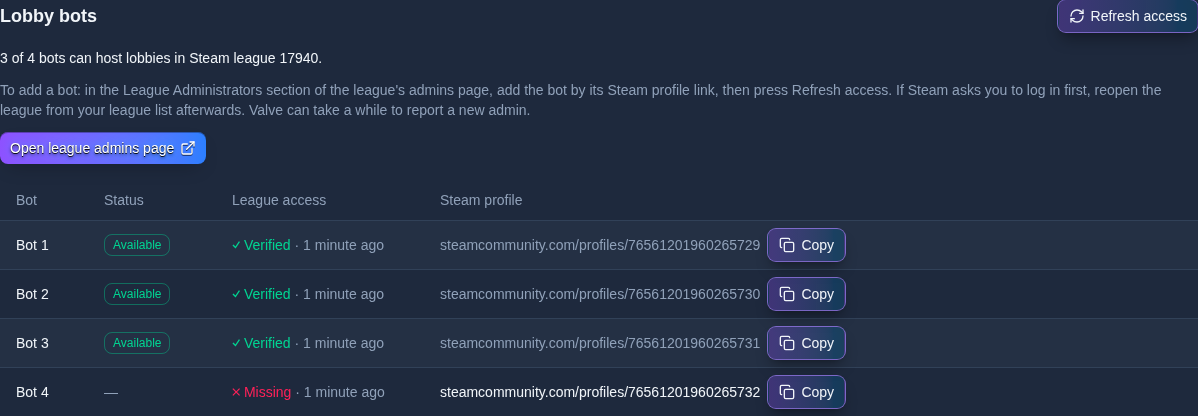 Lobby bots
Refresh access
3 of 4 bots can host lobbies in Steam league 17940.
To add a bot: in the League Administrators section of the league's admins page, add the bot by its Steam profile link, then press Refresh access. If Steam asks you to log in first, reopen the
league from your league list afterwards. Valve can take a while to report a new admin.
Open league admins page
Bot Status League access Steam profile
Bot 1 Available Verified · 1 minute ago steamcommunity.com/profiles/76561201960265729 Copy
Bot 2 Available Verified · 1 minute ago steamcommunity.com/profiles/76561201960265730 Copy
Bot 3 Available Verified · 1 minute ago steamcommunity.com/profiles/76561201960265731 Copy
Bot 4 — Missing · 1 minute ago steamcommunity.com/profiles/76561201960265732 Copy